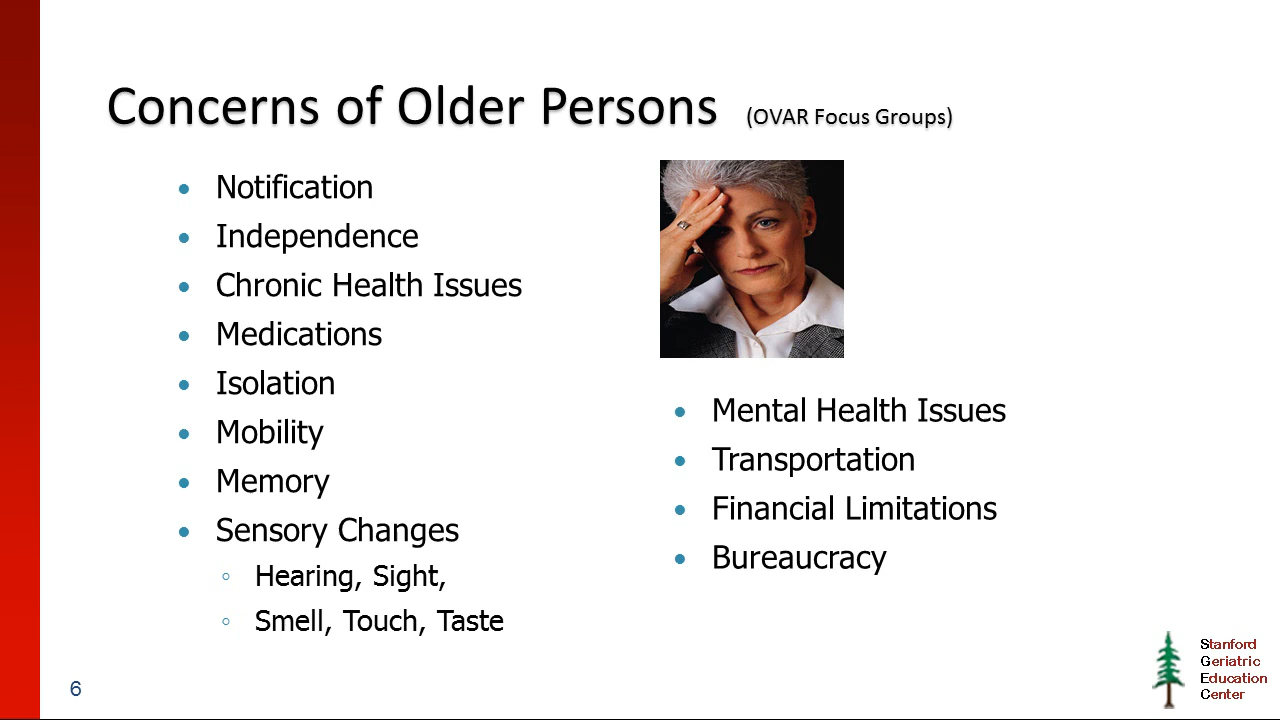 Concerns of Older Persons (OVAR Focus Groups)
Notification
Independence
Chronic Health Issues
Medications
Isolation
Mobility
Memory
Sensory Changes
Hearing, Sight,
Smell, Touch, Taste
Mental Health Issues
Transportation
Financial Limitations
Bureaucracy
6
Stanford
Geriatric
Education
Center